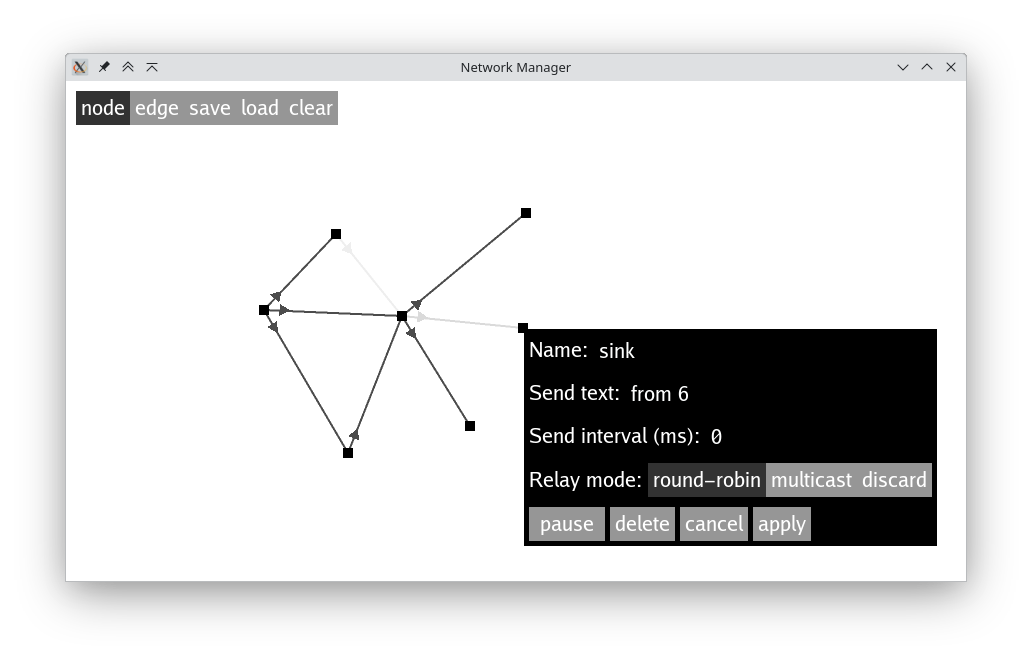 Network Manager
node edge save load clear
Name: sink
Send text: from 6
Send interval (ms): 0
Relay mode: round-robin multicast discard
pause delete cancel apply